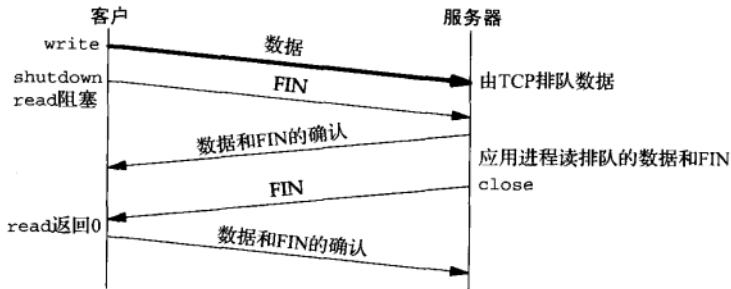 客户
服务器
write
数据
shutdown
FIN
由TCP排队数据
read阻塞
数据和FIN的确认
应用进程读排队的数据和FIN
FIN
close
read返回0
数据和FIN的确认